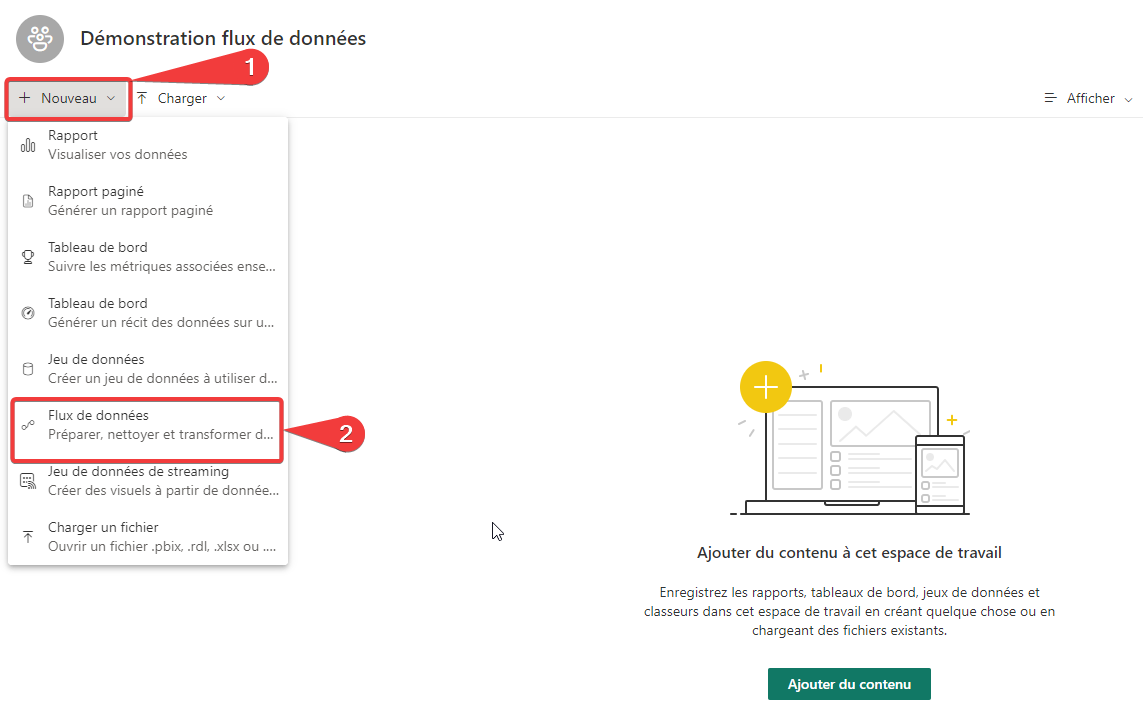 Démonstration flux de données
1
Nouveau
Charger
Afficher
Rapport
Visualiser vos données
Rapport paginé
Générer un rapport paginé
Tableau de bord
Suivre les métriques associées ense...
Tableau de bord
Générer un récit des données sur u...
Jeu de données
Créer un jeu de données à utiliser d...
Flux de données
Préparer, nettoyer et transformer d...
2
Jeu de données de streaming
Créer des visuels à partir de donnée...
Charger un fichier
Ouvrir un fichier .pbix, .rdl, .xlsx ou ....
Ajouter du contenu à cet espace de travail
Enregistrez les rapports, tableaux de bord, jeux de données et
classeurs dans cet espace de travail en créant quelque chose ou en
chargeant des fichiers existants.
Ajouter du contenu